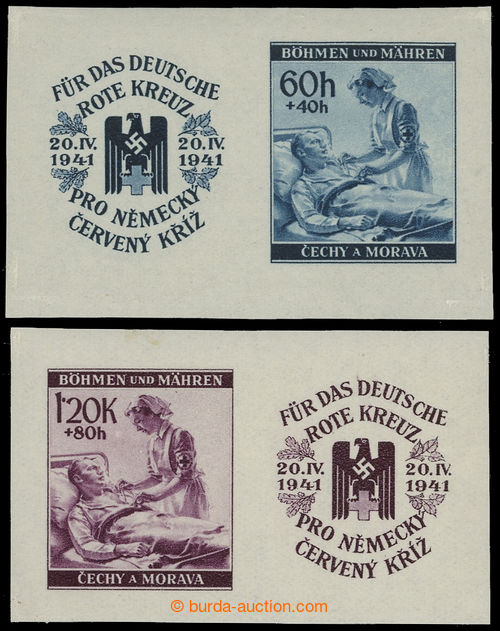 FÜR DAS DEUTSCHE
ROTE KREUZ
20.IV. 20.IV.
1941 1941
PRO NĚMECKÝ
ČERVENÝ KŘÍŽ
BÖHMEN UND MÄHREN
60h
+40h
ČECHY A MORAVA
BÖHMEN UND MÄHREN
1'20K
+80h
ČECHY A MORAVA
FÜR DAS DEUTSCHE
ROTE KREUZ
20.IV. 20.IV.
1941 1941
PRO NĚMECKÝ
ČERVENÝ KŘÍŽ
© burda-auction.com